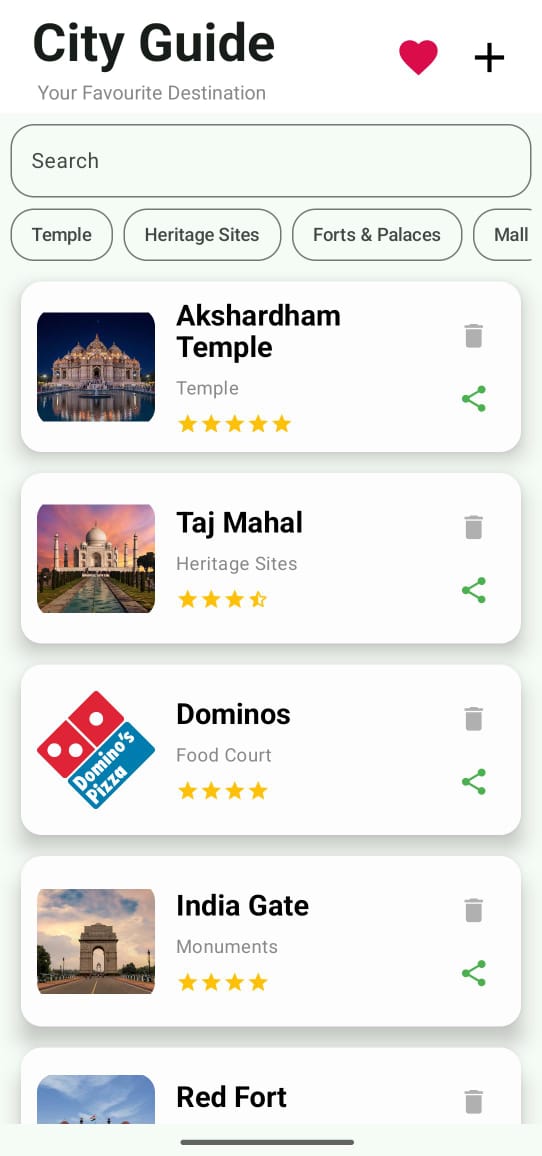 City Guide
Your Favourite Destination
Search
Temple Heritage Sites Forts & Palaces Mall
Akshardham
Temple
Temple
Taj Mahal
Heritage Sites
Domino's
Pizza
Dominos
Food Court
India Gate
Monuments
Red Fort